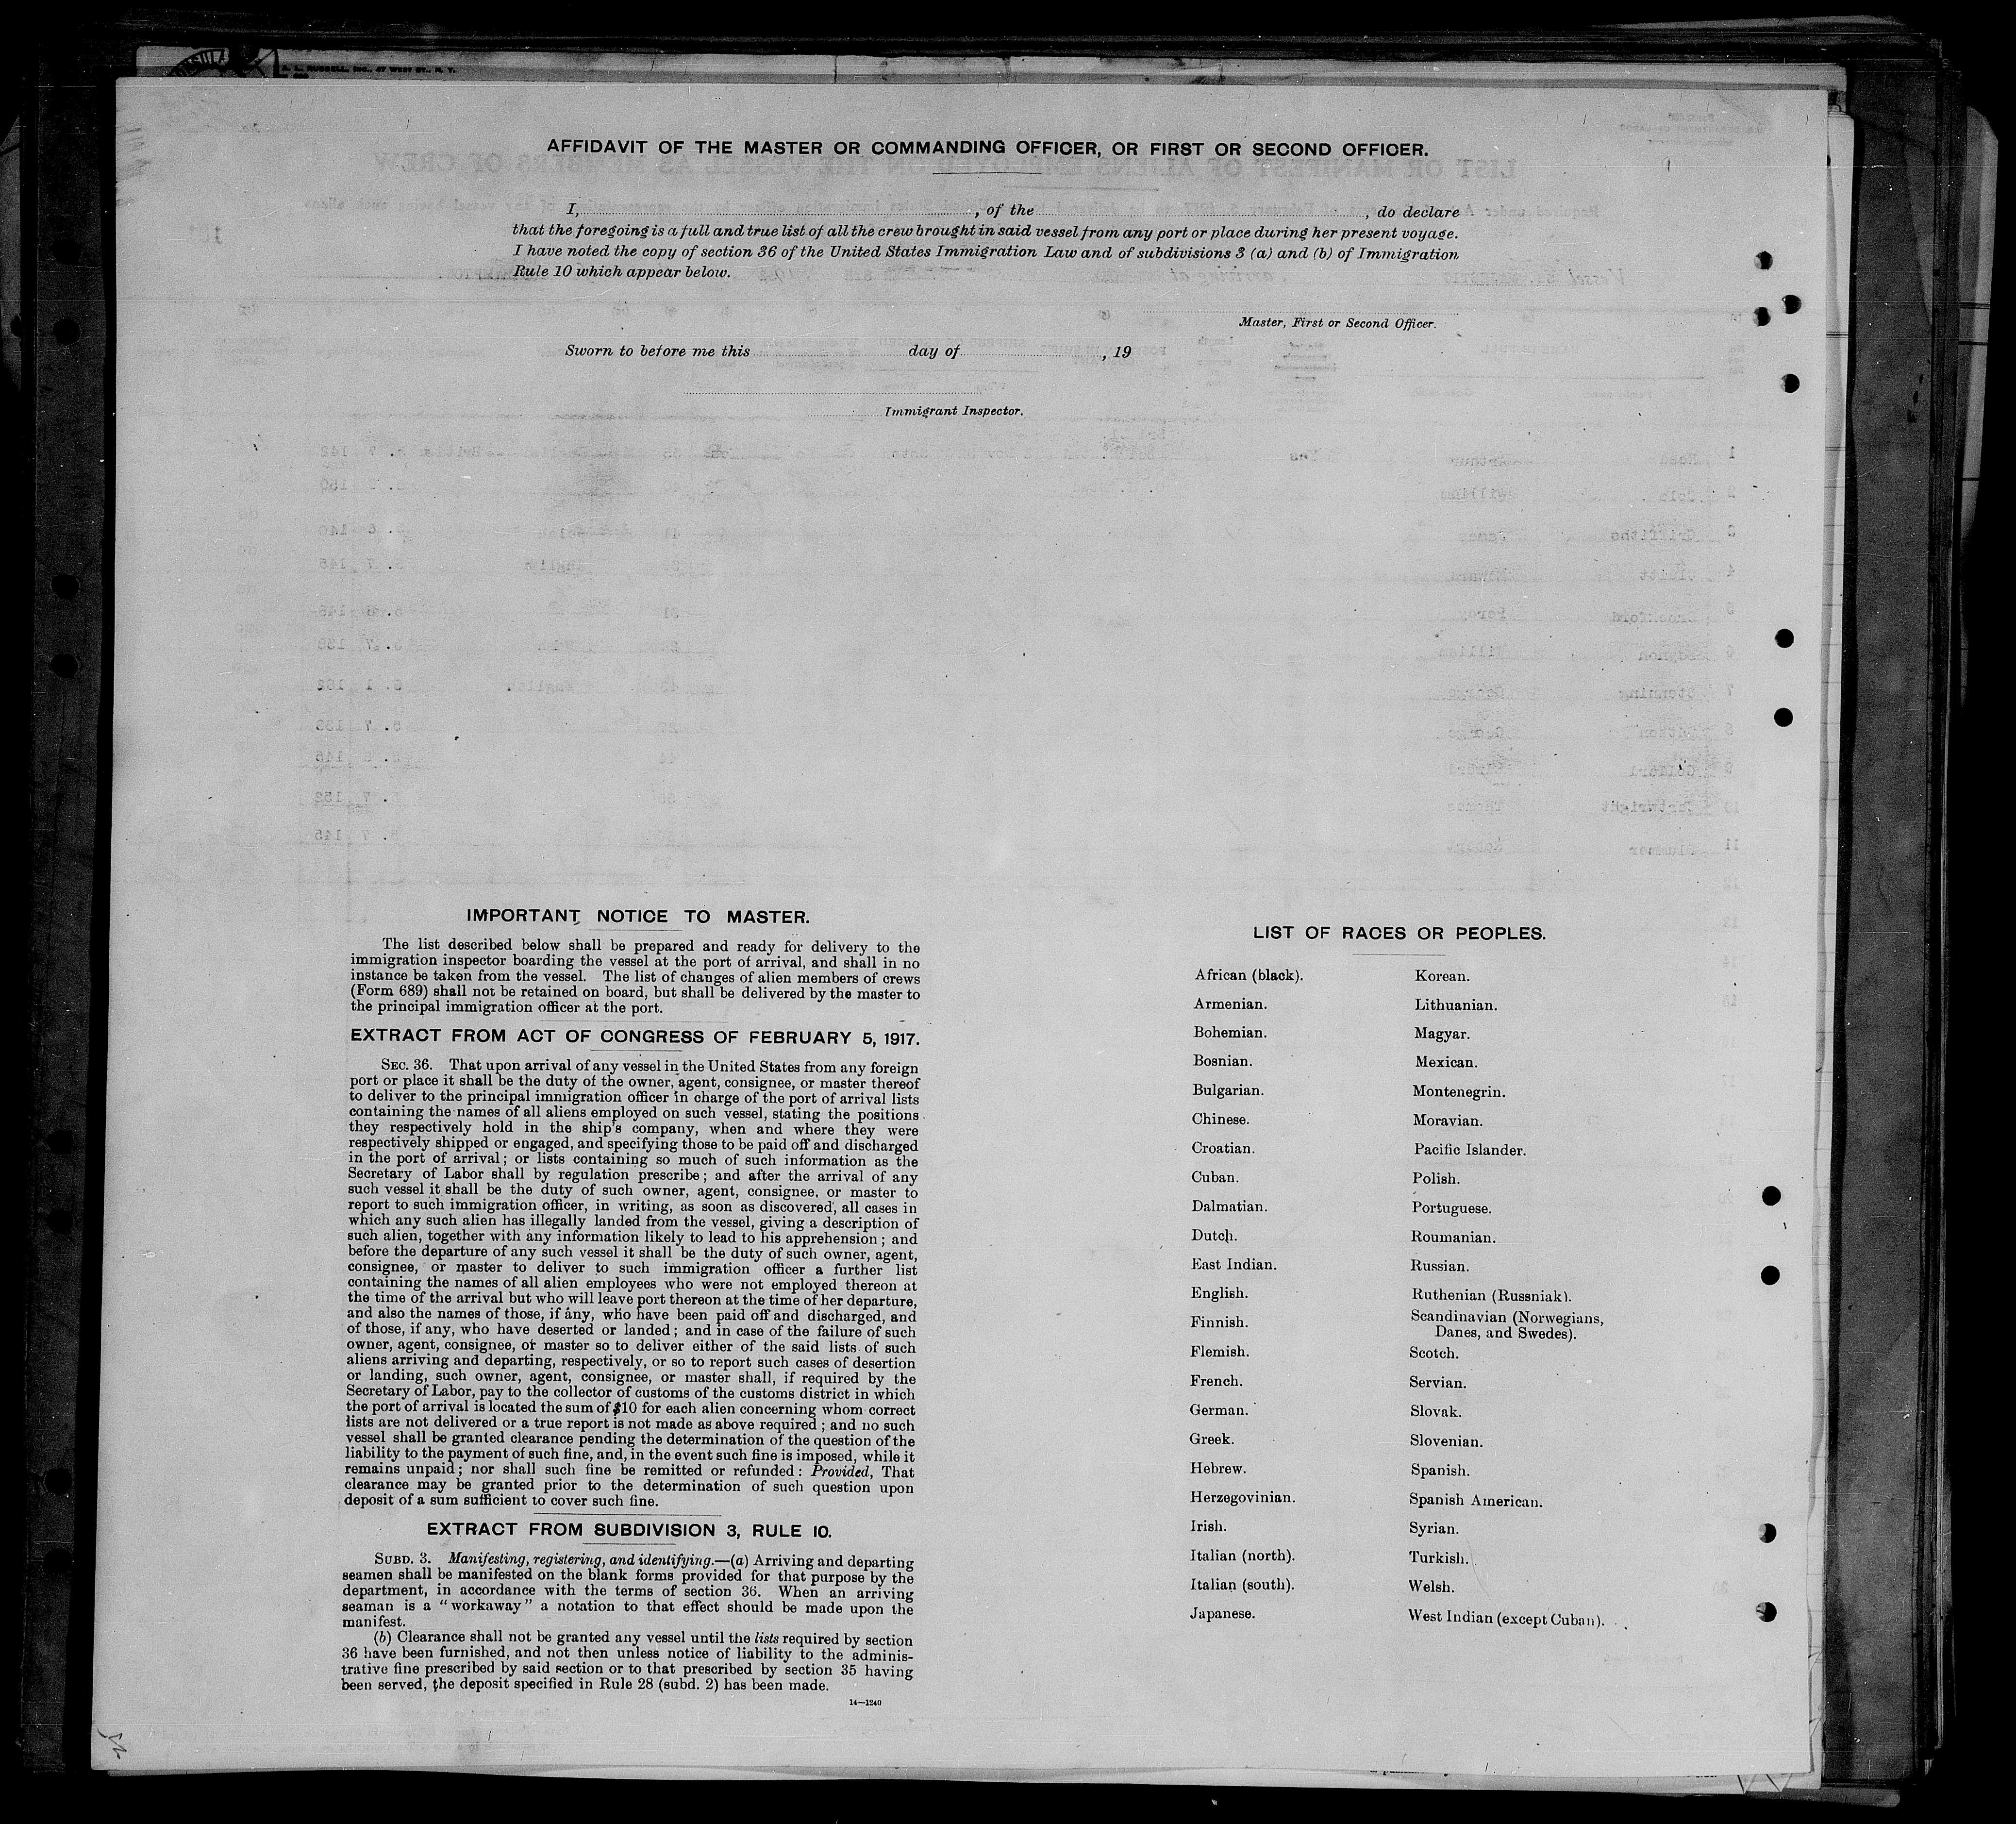 A. L. RUSSELL, INC., 47 WEST ST., N. Y.
AFFIDAVIT OF THE MASTER OR COMMANDING OFFICER, OR FIRST OR SECOND OFFICER.
I, , of the , do declare
that the foregoing is a full and true list of all the crew brought in said vessel from any port or place during her present voyage.
I have noted the copy of section 36 of the United States Immigration Law and of subdivisions 3 (a) and (b) of Immigration
Rule 10 which appear below.
Master, First or Second Officer.
Sworn to before me this day of , 19
Immigrant Inspector.
IMPORTANT NOTICE TO MASTER.
The list described below shall be prepared and ready for delivery to the
immigration inspector boarding the vessel at the port of arrival, and shall in no
instance be taken from the vessel. The list of changes of alien members of crews
(Form 689) shall not be retained on board, but shall be delivered by the master to
the principal immigration officer at the port.
EXTRACT FROM ACT OF CONGRESS OF FEBRUARY 5, 1917.
SEC. 36. That upon arrival of any vessel in the United States from any foreign
port or place it shall be the duty of the owner, agent, consignee, or master thereof
to deliver to the principal immigration officer in charge of the port of arrival lists
containing the names of all aliens employed on such vessel, stating the positions
they respectively hold in the ship's company, when and where they were
respectively shipped or engaged, and specifying those to be paid off and discharged
in the port of arrival; or lists containing so much of such information as the
Secretary of Labor shall by regulation prescribe; and after the arrival of any
such vessel it shall be the duty of such owner, agent, consignee, or master to
report to such immigration officer, in writing, as soon as discovered, all cases in
which any such alien has illegally landed from the vessel, giving a description of
such alien, together with any information likely to lead to his apprehension; and
before the departure of any such vessel it shall be the duty of such owner, agent,
consignee, or master to deliver to such immigration officer a further list
containing the names of all alien employees who were not employed thereon at
the time of the arrival but who will leave port thereon at the time of her departure,
and also the names of those, if any, who have been paid off and discharged, and
of those, if any, who have deserted or landed; and in case of the failure of such
owner, agent, consignee, or master so to deliver either of the said lists of such
aliens arriving and departing, respectively, or so to report such cases of desertion
or landing, such owner, agent, consignee, or master shall, if required by the
Secretary of Labor, pay to the collector of customs of the customs district in which
the port of arrival is located the sum of $10 for each alien concerning whom correct
lists are not delivered or a true report is not made as above required; and no such
vessel shall be granted clearance pending the determination of the question of the
liability to the payment of such fine, and, in the event such fine is imposed, while it
remains unpaid; nor shall such fine be remitted or refunded: Provided, That
clearance may be granted prior to the determination of such question upon
deposit of a sum sufficient to cover such fine.
EXTRACT FROM SUBDIVISION 3, RULE 10.
SUBD. 3. Manifesting, registering, and identifying.—(a) Arriving and departing
seamen shall be manifested on the blank forms provided for that purpose by the
department, in accordance with the terms of section 36. When an arriving
seaman is a "workaway" a notation to that effect should be made upon the
manifest.
(b) Clearance shall not be granted any vessel until the lists required by section
36 have been furnished, and not then unless notice of liability to the adminis-
trative fine prescribed by said section or to that prescribed by section 35 having
been served, the deposit specified in Rule 28 (subd. 2) has been made.
14—1240
LIST OF RACES OR PEOPLES.
African (black). Korean.
Armenian. Lithuanian.
Bohemian. Magyar.
Bosnian. Mexican.
Bulgarian. Montenegrin.
Chinese. Moravian.
Croatian. Pacific Islander.
Cuban. Polish.
Dalmatian. Portuguese.
Dutch. Roumanian.
East Indian. Russian.
English. Ruthenian (Russniak).
Finnish. Scandinavian (Norwegians,
Danes, and Swedes).
Flemish. Scotch.
French. Servian.
German. Slovak.
Greek. Slovenian.
Hebrew. Spanish.
Herzegovinian. Spanish American.
Irish. Syrian.
Italian (north). Turkish.
Italian (south). Welsh.
Japanese. West Indian (except Cuban).